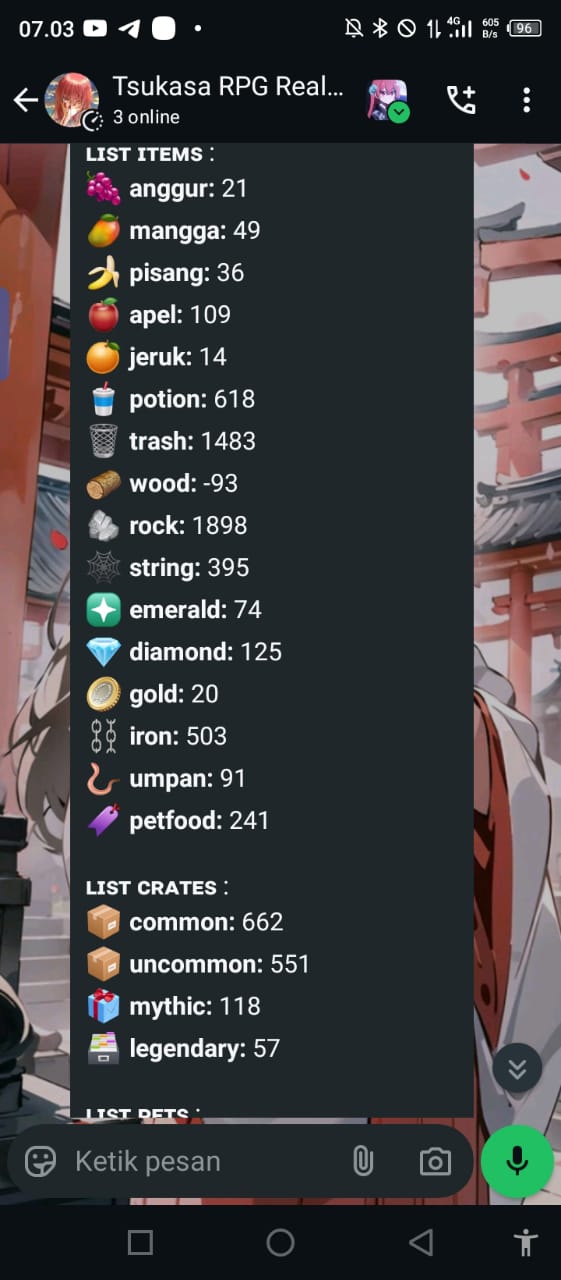 07.03
4G
605
B/s
96
Tsukasa RPG Real...
3 online
LIST ITEMS :
anggur: 21
mangga: 49
pisang: 36
apel: 109
jeruk: 14
potion: 618
trash: 1483
wood: -93
rock: 1898
string: 395
emerald: 74
diamond: 125
gold: 20
iron: 503
umpan: 91
petfood: 241
LIST CRATES :
common: 662
uncommon: 551
mythic: 118
legendary: 57
LIST PETS :
Ketik pesan